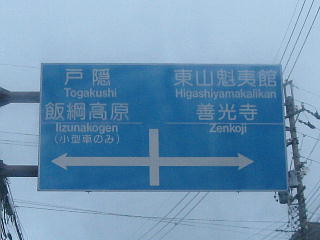 戸隠
Togakushi
飯綱高原
Iizunakogen
(小型車のみ)
東山魁夷館
Higashiyamakaiikan
善光寺
Zenkoji